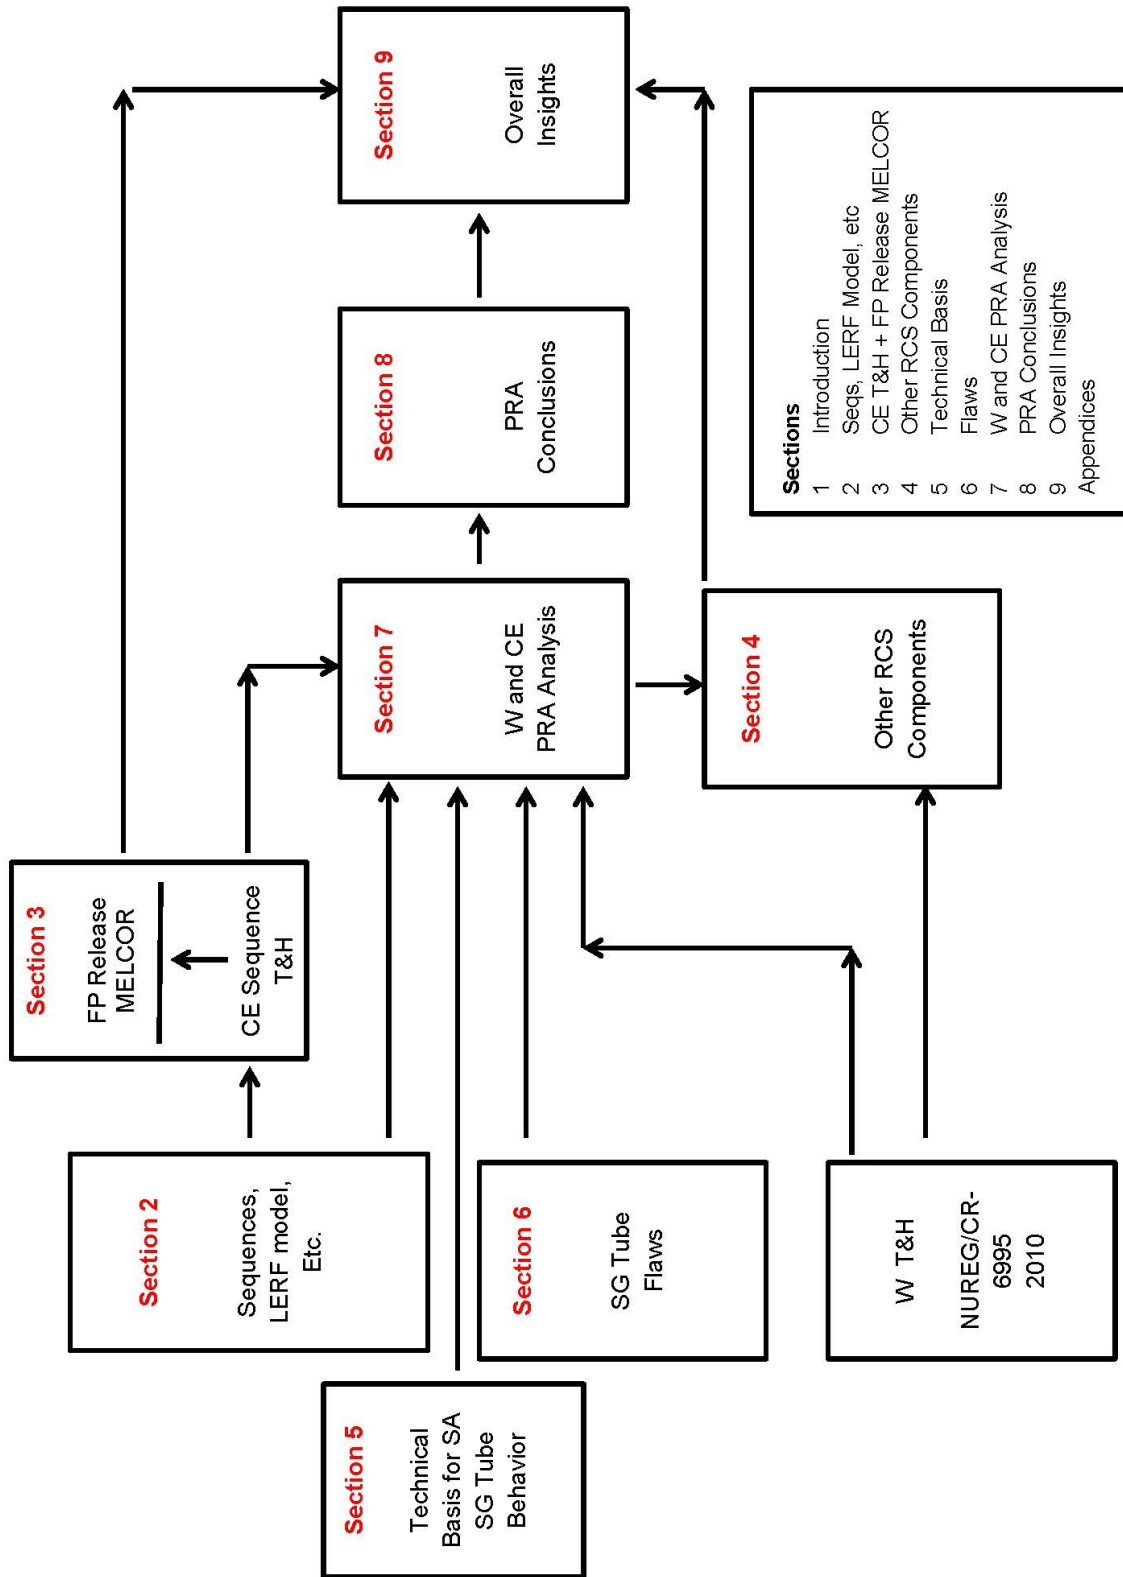 Section 5
Technical
Basis for SA
SG Tube
Behavior
Section 2
Sequences,
LERF model,
Etc.
Section 6
SG Tube
Flaws
W T&H
NUREG/CR-
6995
2010
Section 3
FP Release
MELCOR
CE Sequence
T&H
Section 7
W and CE
PRA Analysis
Section 4
Other RCS
Components
Section 8
PRA
Conclusions
Section 9
Overall
Insights
Sections
1 Introduction
2 Seqs, LERF Model, etc
3 CE T&H + FP Release MELCOR
4 Other RCS Components
5 Technical Basis
6 Flaws
7 W and CE PRA Analysis
8 PRA Conclusions
9 Overall Insights
Appendices